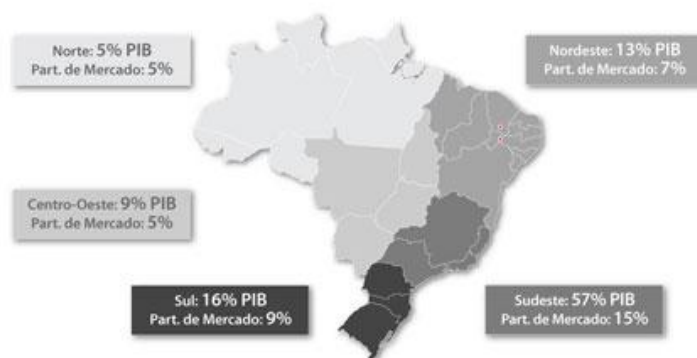 Norte: 5% PIB
Part. de Mercado: 5%
Nordeste: 13% PIB
Part. de Mercado: 7%
Centro-Oeste: 9% PIB
Part. de Mercado: 5%
Sul: 16% PIB
Part. de Mercado: 9%
Sudeste: 57% PIB
Part. de Mercado: 15%